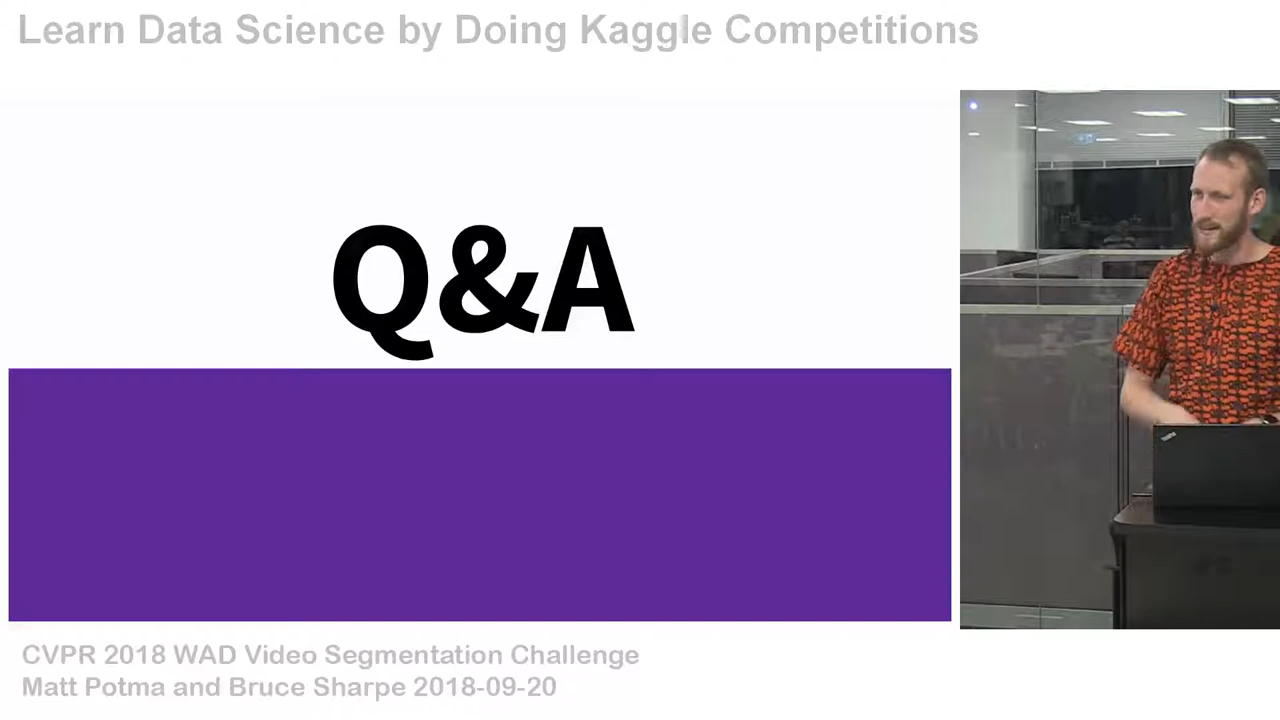 Learn Data Science by Doing Kaggle Competitions
Q&A
CVPR 2018 WAD Video Segmentation Challenge
Matt Potma and Bruce Sharpe 2018-09-20